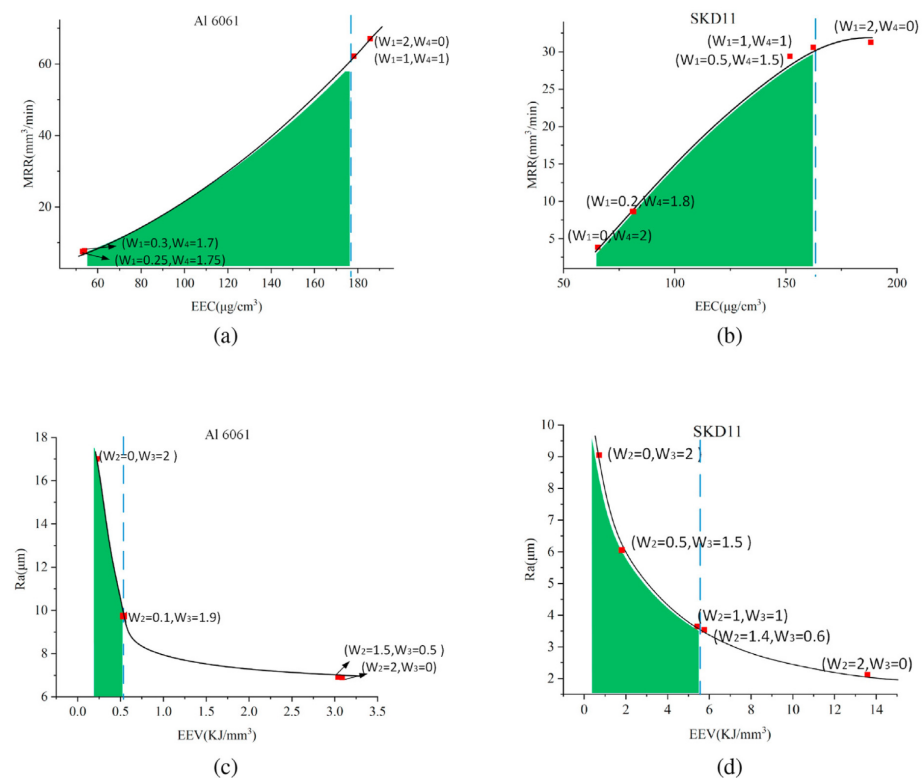 Al 6061
MRR(mm³/min)
60
40
20
(W₁=2,W₄=0)
(W₁=1,W₄=1)
(W₁=0.3,W₄=1.7)
(W₁=0.25,W₄=1.75)
60 80 100 120 140 160 180 200
EEC(μg/cm³)
(a)
SKD11
MRR(mm³/min)
30
25
20
15
10
5
(W₁=2,W₄=0)
(W₁=1,W₄=1)
(W₁=0.5,W₄=1.5)
(W₁=0.2,W₄=1.8)
(W₁=0,W₄=2)
50 100 150 200
EEC(μg/cm³)
(b)
Al 6061
Ra(μm)
18
16
14
12
10
8
6
(W₂=0,W₃=2 )
(W₂=0.1,W₃=1.9)
(W₂=1.5,W₃=0.5 )
(W₂=2,W₃=0)
0.0 0.5 1.0 1.5 2.0 2.5 3.0 3.5
EEV(KJ/mm³)
(c)
SKD11
Ra(μm)
10
9
8
7
6
5
4
3
2
(W₂=0,W₃=2 )
(W₂=0.5,W₃=1.5 )
(W₂=1,W₃=1)
(W₂=1.4,W₃=0.6)
(W₂=2,W₃=0)
0 2 4 6 8 10 12 14
EEV(KJ/mm³)
(d)